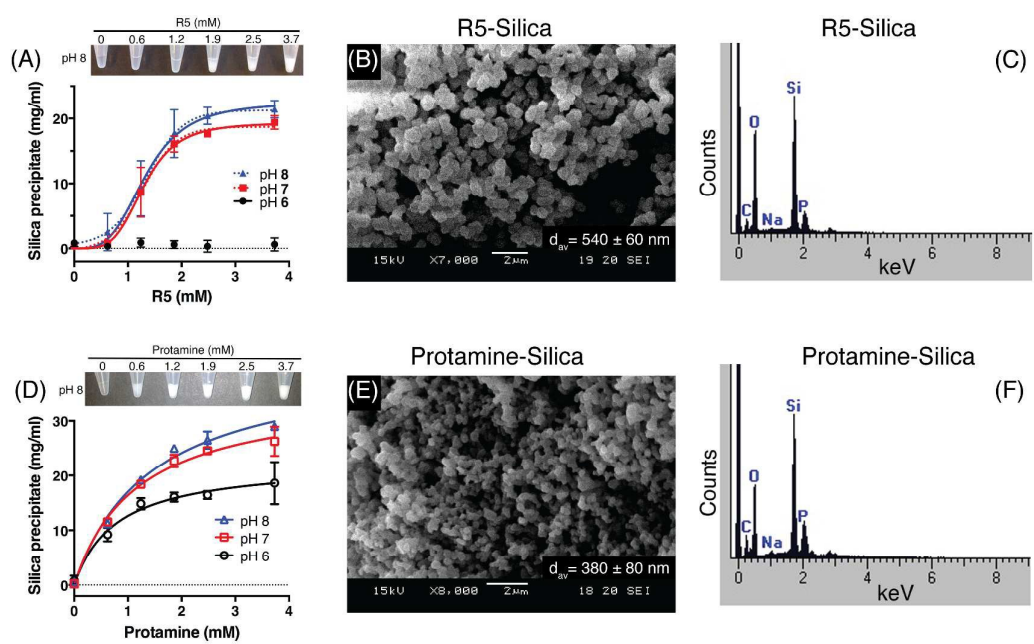 R5 (mM)
0 0.6 1.2 1.9 2.5 3.7
(A)
pH 8
Silica precipitate (mg/ml)
20
10
0
pH 8
pH 7
pH 6
0 1 2 3 4
R5 (mM)
R5-Silica
(B)
d av = 540 ± 60 nm
15kV X7,000 2µm 19 20 SEI
R5-Silica
(C)
Counts
C
O
Na
Si
P
0 2 4 6 8
keV
Protamine (mM)
0 0.6 1.2 1.9 2.5 3.7
(D)
pH 8
Silica precipitate (mg/ml)
30
20
10
0
pH 8
pH 7
pH 6
0 1 2 3 4
Protamine (mM)
Protamine-Silica
(E)
d av = 380 ± 80 nm
15kV X8,000 2µm 18 20 SEI
Protamine-Silica
(F)
Counts
C
O
Na
Si
P
0 2 4 6 8
keV